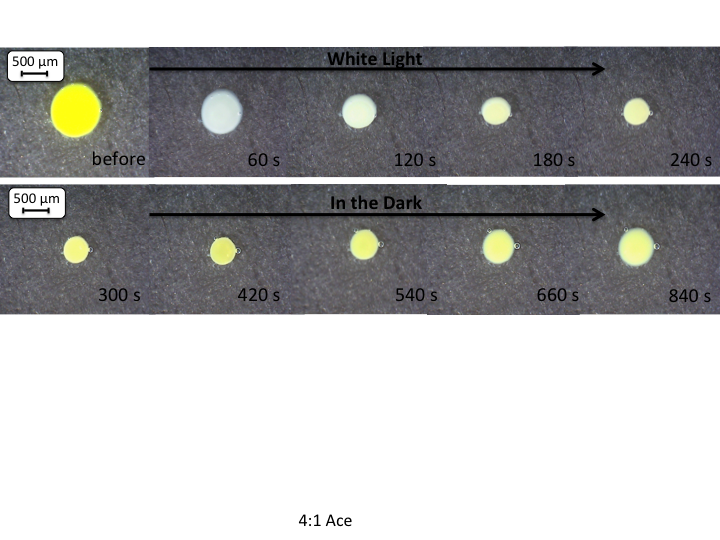 500 µm
White Light
before
60 s
120 s
180 s
240 s
500 µm
In the Dark
300 s
420 s
540 s
660 s
840 s
4:1 Ace